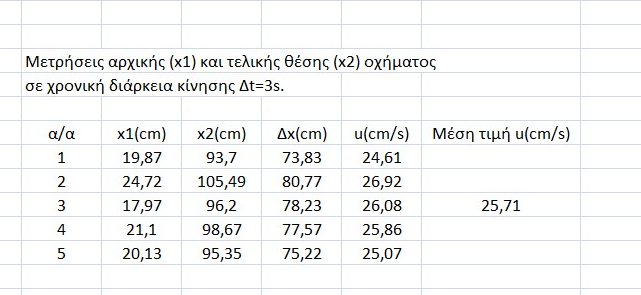 Μετρήσεις αρχικής (x1) και τελικής θέσης (x2) οχήματος
σε χρονική διάρκεια κίνησης Δt=3s.
α/α x1(cm) x2(cm) Δx(cm) u(cm/s) Μέση τιμή u(cm/s)
1 19,87 93,7 73,83 24,61
2 24,72 105,49 80,77 26,92
3 17,97 96,2 78,23 26,08 25,71
4 21,1 98,67 77,57 25,86
5 20,13 95,35 75,22 25,07